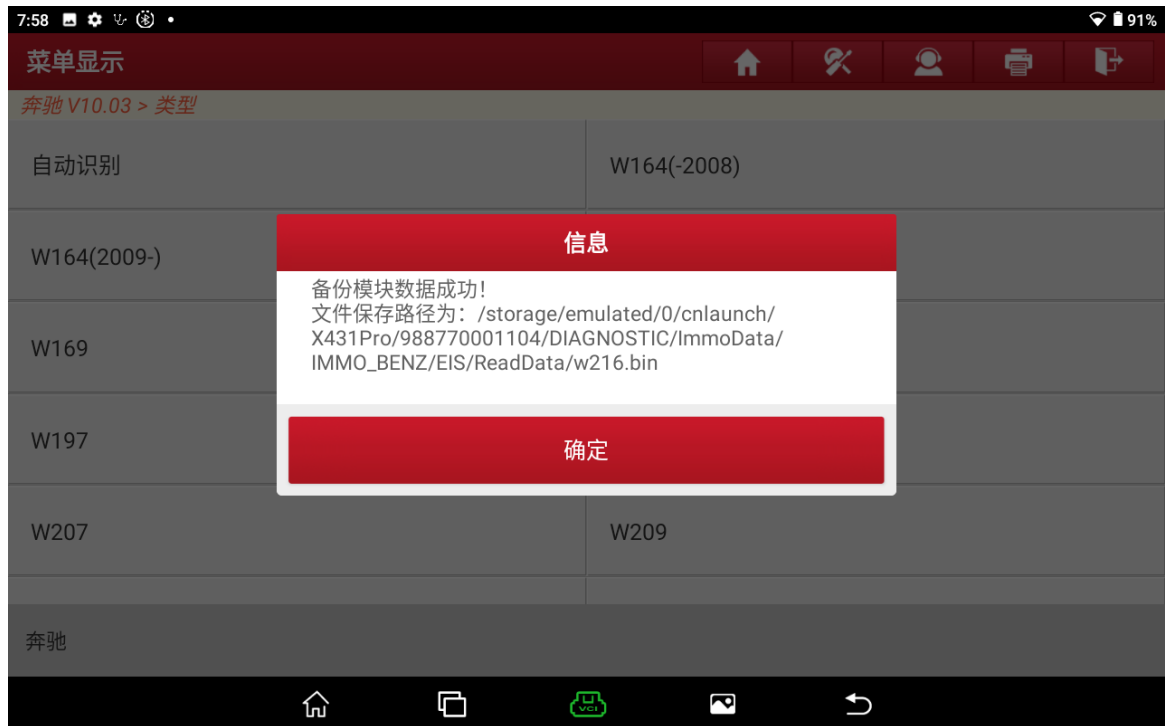 7:58
91%
菜单显示
奔驰 V10.03 > 类型
自动识别
W164(-2008)
W164(2009-)
信息
备份模块数据成功!
文件保存路径为: /storage/emulated/0/cnlaunch/
X431Pro/988770001104/DIAGNOSTIC/ImmoData/
IMMO_BENZ/EIS/ReadData/w216.bin
W169
确定
W197
W207
W209
奔驰
VCI